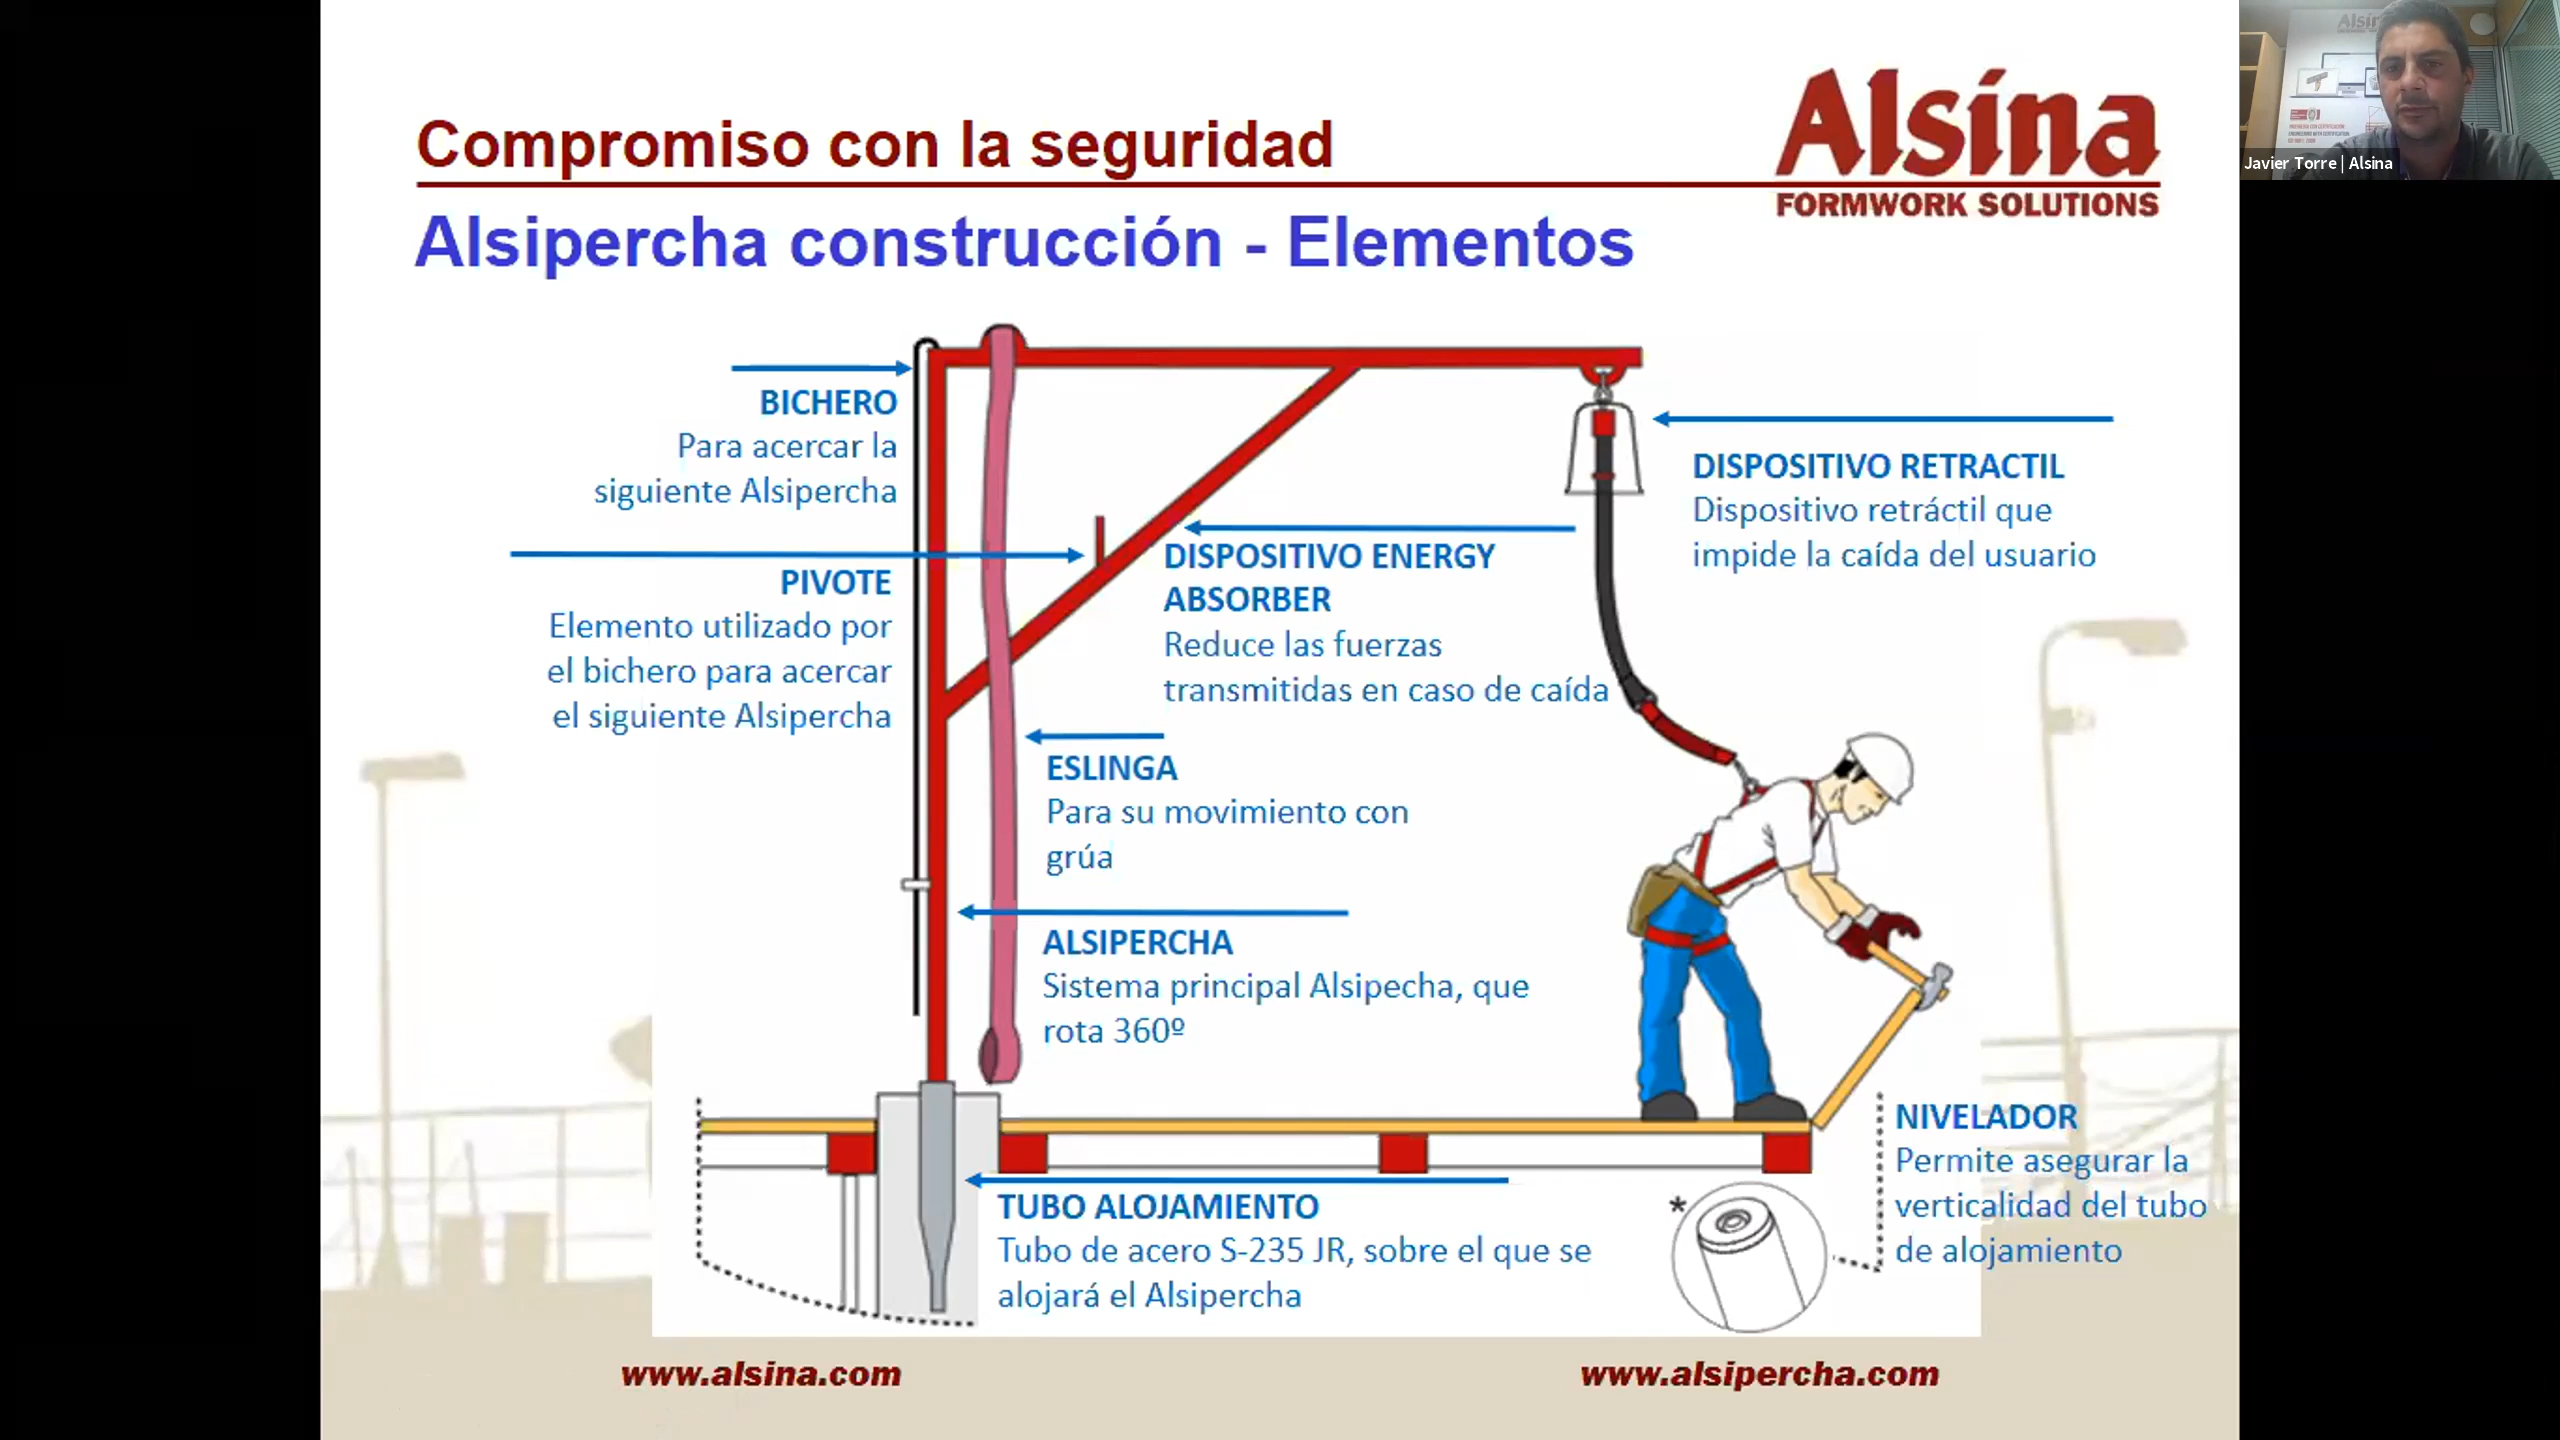 Compromiso con la seguridad
Alsína
FORMWORK SOLUTIONS
Javier Torre | Alsina
Alsipercha construcción - Elementos
BICHERO
Para acercar la
siguiente Alsipercha
PIVOTE
Elemento utilizado por
el bichero para acercar
el siguiente Alsipercha
DISPOSITIVO ENERGY
ABSORBER
Reduce las fuerzas
transmitidas en caso de caída
DISPOSITIVO RETRACTIL
Dispositivo retráctil que
impide la caída del usuario
ESLINGA
Para su movimiento con
grúa
ALSIPERCHA
Sistema principal Alsipecha, que
rota 360º
TUBO ALOJAMIENTO
Tubo de acero S-235 JR, sobre el que se
alojará el Alsipercha
*
NIVELADOR
Permite asegurar la
verticalidad del tubo
de alojamiento
www.alsina.com
www.alsipercha.com